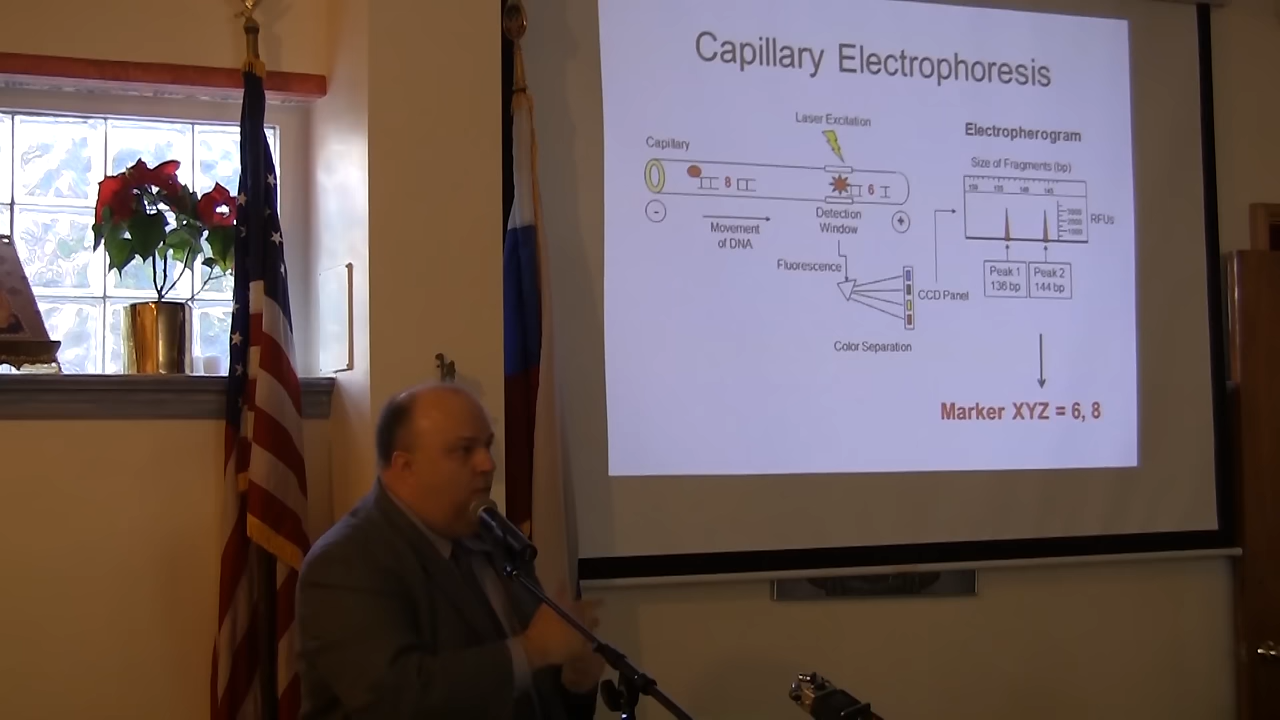 Capillary Electrophoresis
Laser Excitation
Capillary
8
6
-
+
Movement
of DNA
Detection
Window
Fluorescence
Color Separation
CCD Panel
Electropherogram
Size of Fragments (bp)
RFUs
Peak 1
136 bp
Peak 2
144 bp
Marker XYZ = 6, 8